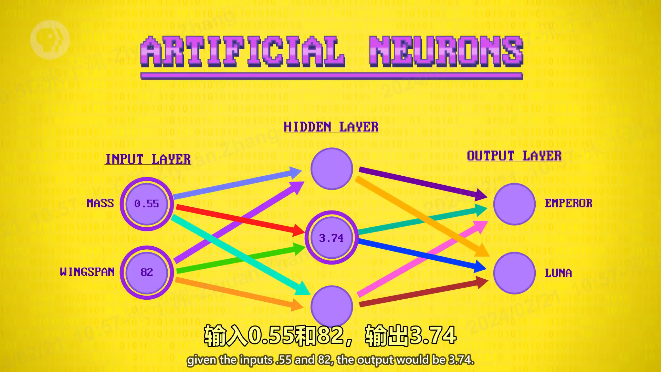 ARTIFICIAL NEURONS
HIDDEN LAYER
INPUT LAYER
OUTPUT LAYER
MASS
0.55
EMPEROR
3.74
WINGSPAN
82
LUNA
输入0.55和82，输出3.74
given the inputs .55 and 82, the output would be 3.74.